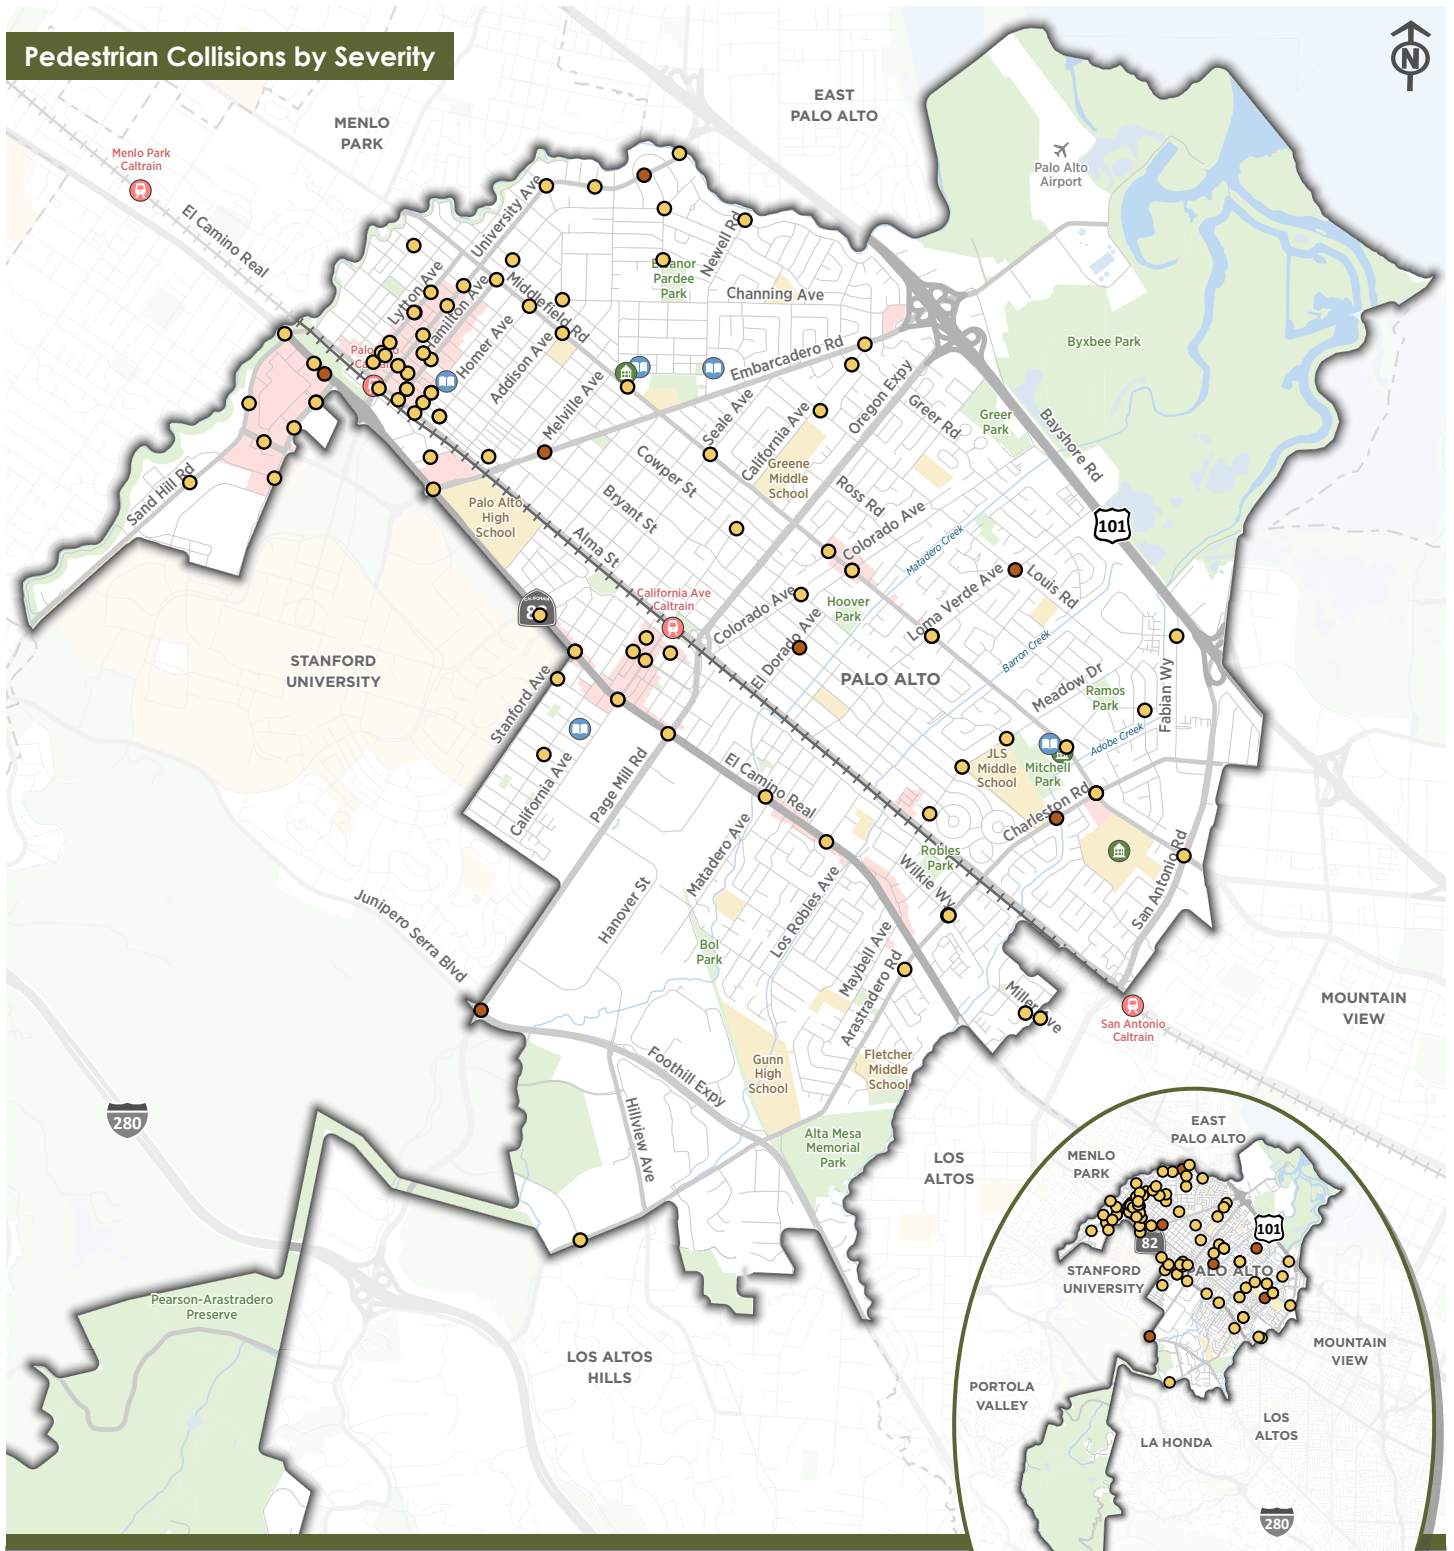 Pedestrian Collisions by Severity
N
EAST
PALO ALTO
MENLO
PARK
Menlo Park
Caltrain
Palo Alto
Airport
El Camino Real
University Ave
Newell Rd
Eleanor
Pardee
Park
Lytton Ave
Hamilton Ave
Middlefield Rd
Channing Ave
Homer Ave
Addison Ave
Byxbee Park
Embarcadero Rd
Melville Ave
Seale Ave
California Ave
Oregon Expy
Greer Rd
Greer
Park
Bayshore Rd
Greene
Middle
School
Cowper St
Bryant St
Ross Rd
Colorado Ave
Matadero Creek
101
Sand Hill Rd
Palo Alto
High
School
Alma St
California Ave
Caltrain
CALIFORNIA
Colorado Ave
Hoover
Park
Loma Verde Ave
Louis Rd
El Dorado Ave
Barron Creek
STANFORD
UNIVERSITY
PALO ALTO
Meadow Dr
Ramos
Park
Fabian Wy
Adobe Creek
Stanford Ave
California Ave
Page Mill Rd
El Camino Real
JLS
Middle
School
Mitchell
Park
Charleston Rd
Matadero Ave
Robles
Park
Wilkie Wy
San Antonio Rd
Hanover St
Los Robles Ave
Maybell Ave
Arastradero Rd
Bol
Park
Junipero Serra Blvd
Miller Ave
San Antonio
Caltrain
MOUNTAIN
VIEW
Foothill Expy
Gunn
High
School
Fletcher
Middle
School
Hillview Ave
Alta Mesa
Memorial
Park
LOS
ALTOS
280
Pearson-Arastradero
Preserve
LOS ALTOS
HILLS
EAST
PALO ALTO
MENLO
PARK
101
82
STANFORD
UNIVERSITY
PALO ALTO
MOUNTAIN
VIEW
PORTOLA
VALLEY
LOS
ALTOS
LA HONDA
280